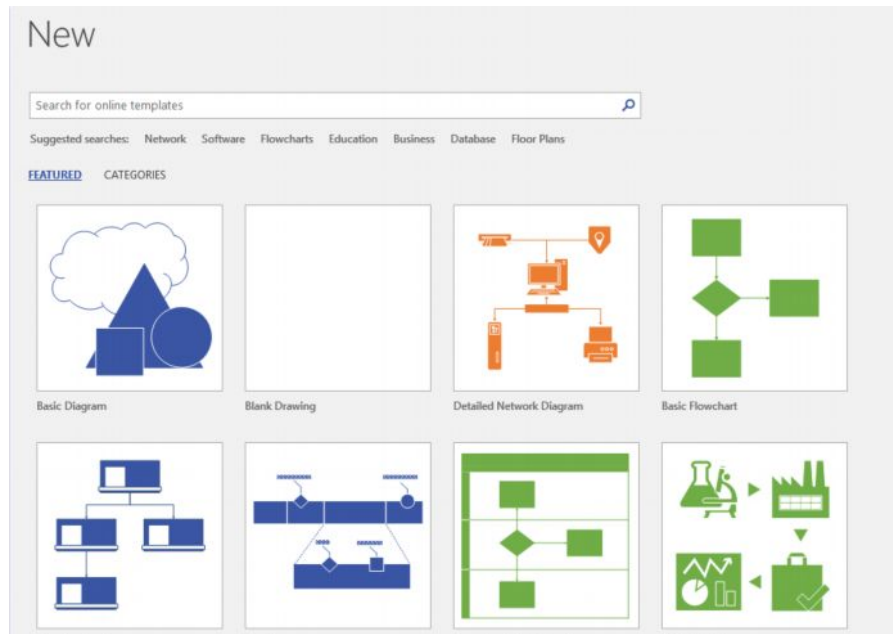 New
Search for online templates
Suggested searches: Network Software Flowcharts Education Business Database Floor Plans
FEATURED CATEGORIES
Basic Diagram Blank Drawing Detailed Network Diagram Basic Flowchart